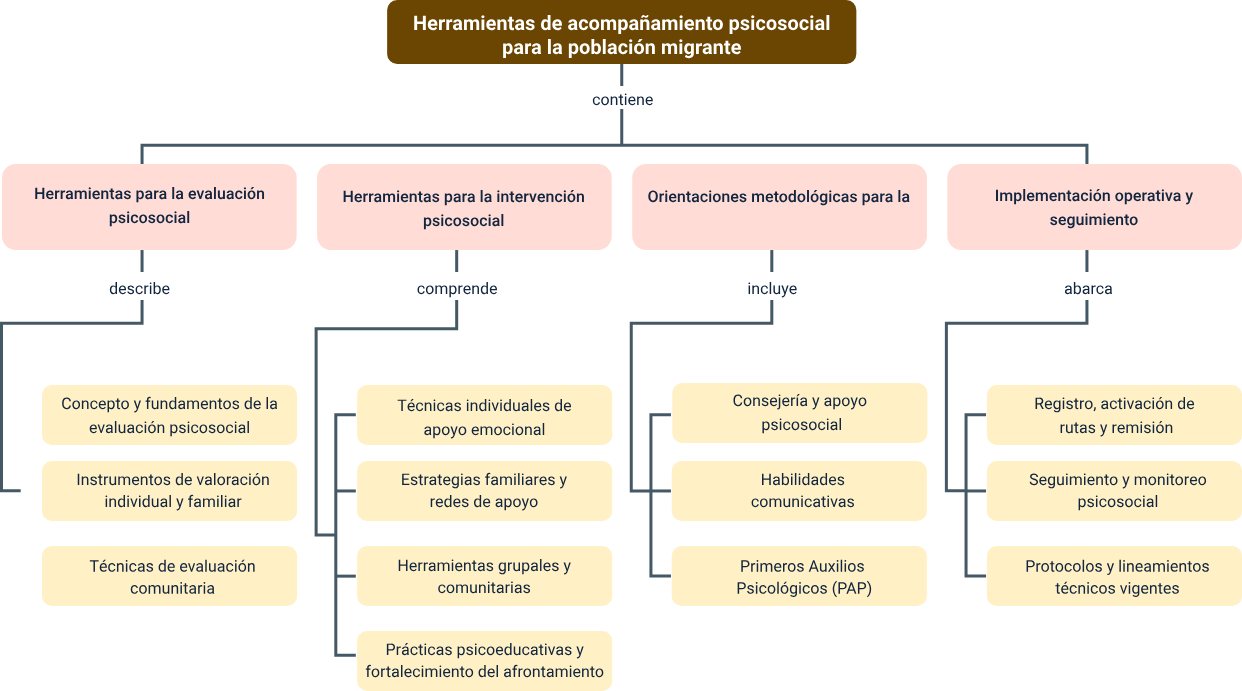 Herramientas de acompañamiento psicosocial
para la población migrante
contiene
Herramientas para la evaluación
psicosocial
Herramientas para la intervención
psicosocial
Orientaciones metodológicas para la
Implementación operativa y
seguimiento
describe
comprende
incluye
abarca
Concepto y fundamentos de la
evaluación psicosocial
Instrumentos de valoración
individual y familiar
Técnicas de evaluación
comunitaria
Técnicas individuales de
apoyo emocional
Estrategias familiares y
redes de apoyo
Herramientas grupales y
comunitarias
Prácticas psicoeducativas y
fortalecimiento del afrontamiento
Consejería y apoyo
psicosocial
Habilidades
comunicativas
Primeros Auxilios
Psicológicos (PAP)
Registro, activación de
rutas y remisión
Seguimiento y monitoreo
psicosocial
Protocolos y lineamientos
técnicos vigentes